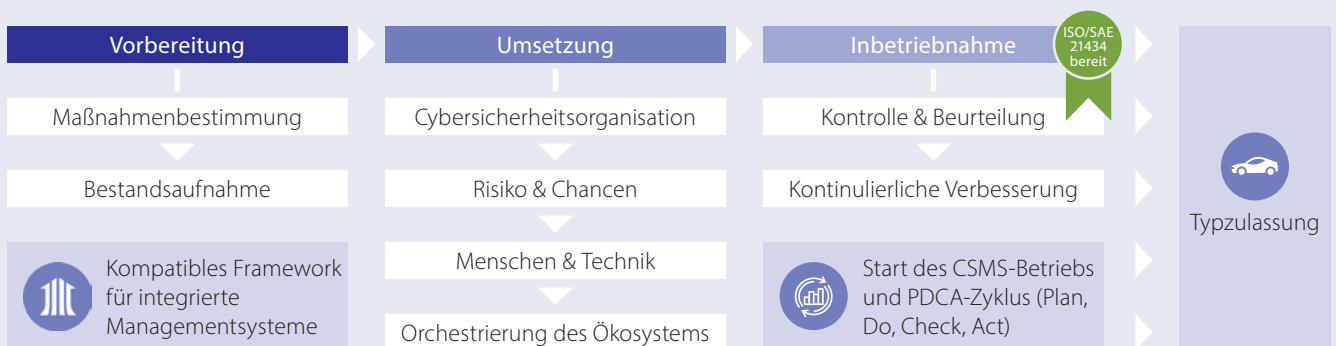 Vorbereitung
Maßnahmenbestimmung
Bestandsaufnahme
Kompatibles Framework
für integrierte
Managementsysteme
Umsetzung
Cybersicherheitsorganisation
Risiko & Chancen
Menschen & Technik
Orchestrierung des Ökosystems
Inbetriebnahme
ISO/SAE
21434
bereit
Kontrolle & Beurteilung
Kontinulierliche Verbesserung
Start des CSMS-Betriebs
und PDCA-Zyklus (Plan,
Do, Check, Act)
Typzulassung